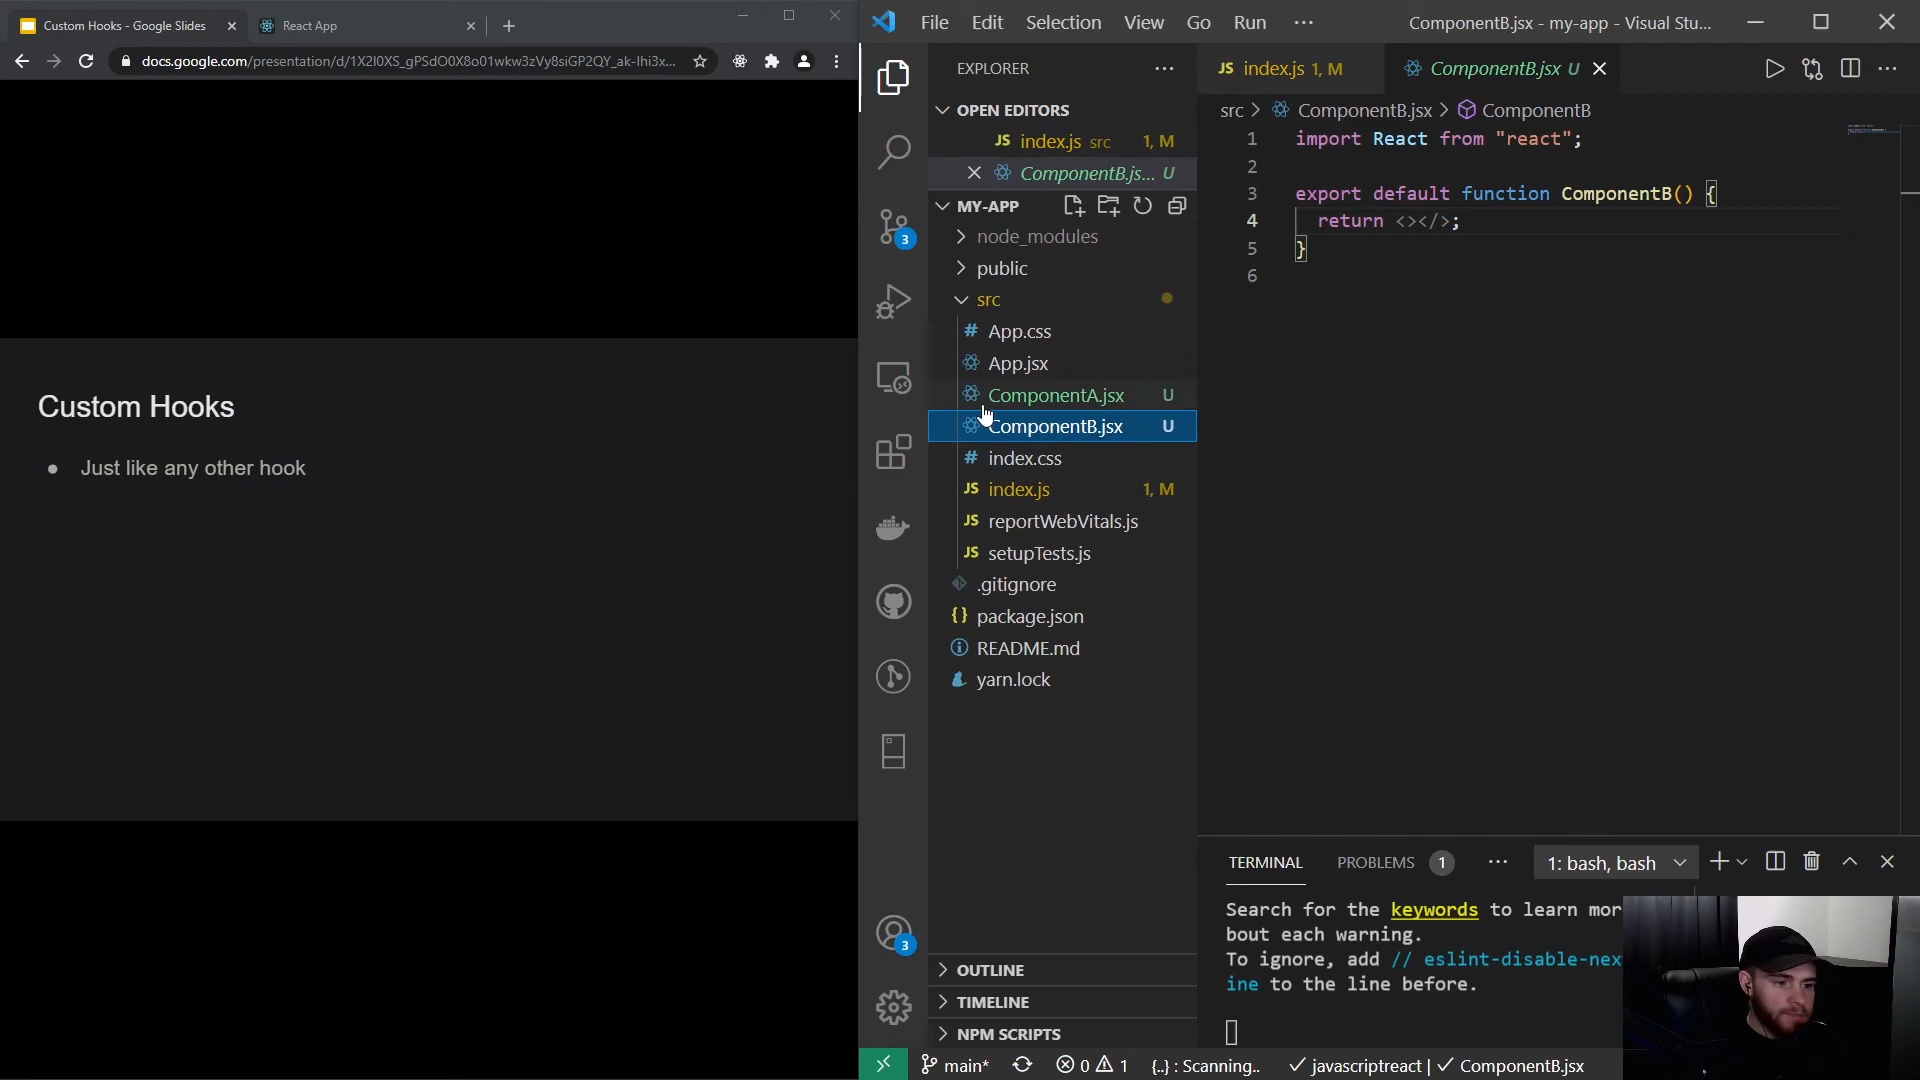 Custom Hooks - Google Slides
React App
docs.google.com/presentation/d/1X2I0XS_gPSdO0X8o01wkw3zVy8siGP2QY_ak-lhi3x...
Custom Hooks
Just like any other hook
File Edit Selection View Go Run ...
ComponentB.jsx - my-app - Visual Stu...
EXPLORER
OPEN EDITORS
index.js src 1, M
ComponentB.js... U
MY-APP
node_modules
public
src
App.css
App.jsx
ComponentA.jsx U
ComponentB.jsx U
index.css
index.js 1, M
reportWebVitals.js
setupTests.js
.gitignore
package.json
README.md
yarn.lock
OUTLINE
TIMELINE
NPM SCRIPTS
3
3
JS index.js 1, M
ComponentB.jsx U
src > ComponentB.jsx > ComponentB
1 import React from "react";
2
3 export default function ComponentB() {
4 return <></>;
5 }
6
TERMINAL PROBLEMS 1 ... 1: bash, bash
Search for the keywords to learn mor
bout each warning.
To ignore, add // eslint-disable-nex
ine to the line before.
main* 0 1 {..} : Scanning.. javascriptreact | ComponentB.jsx